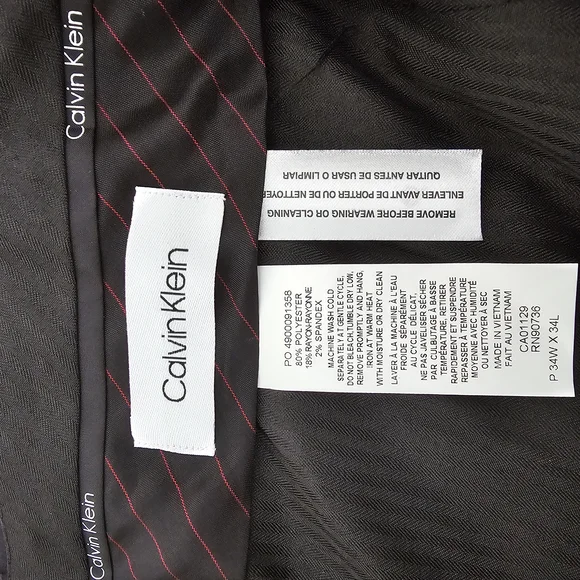 Calvin Klein
Calvin Klein
Calvin Klein
REMOVE BEFORE WEARING OR CLEANING
ENLEVER AVANT DE PORTER OU DE NETTOYER
QUITAR ANTES DE USAR O LIMPIAR
PO 4900091358
80% POLYESTER
18% RAYON-RAYONNE
2% SPANDEX
MACHINE WASH COLD
SEPARATELY AT GENTLE CYCLE,
DO NOT BLEACH,TUMBLE DRY LOW,
REMOVE PROMPTLY AND HANG,
IRON AT WARM HEAT
WITH MOISTURE OR DRY CLEAN
LAVER À LA MACHINE À L'EAU
FROIDE SÉPARÉMENT
AU CYCLE DÉLICAT,
NE PAS JAVELISER, SÉCHER
PAR CULBUTAGE À BASSE
TEMPÉRATURE, RETIRER
RAPIDEMENT ET SUSPENDRE
REPASSER À TEMPÉRATURE
MOYENNE AVEC HUMIDITÉ
OU NETTOYER À SEC
MADE IN VIETNAM
FAIT AU VIETNAM
CA01129
RN90736
P 34W X 34L